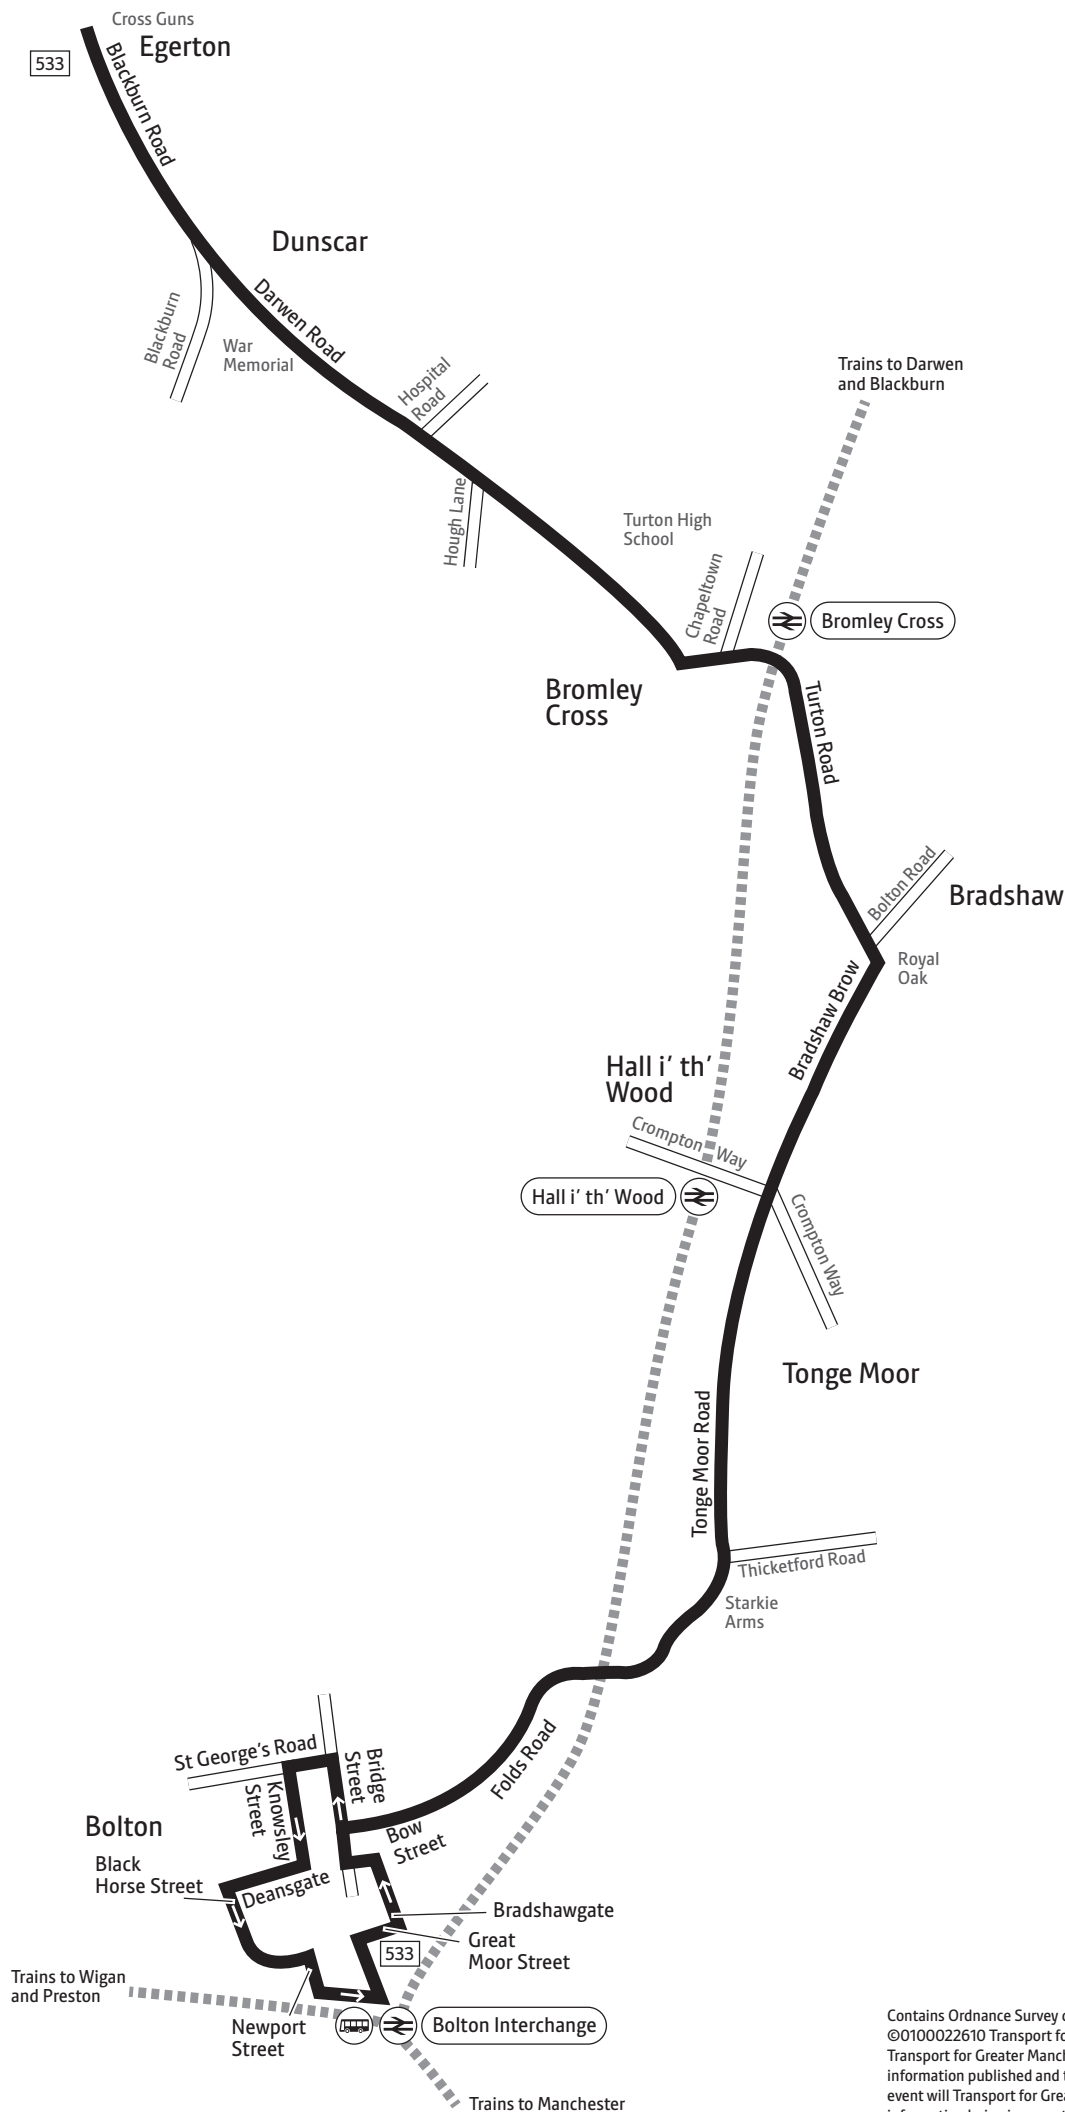 Cross Guns
Egerton
533
Blackburn Road
Dunscar
Darwen Road
Blackburn
Road
War
Memorial
Hospital
Road
Trains to Darwen
and Blackburn
Hough Lane
Turton High
School
Chapeltown
Road
Bromley Cross
Bromley
Cross
Turton Road
Bolton Road
Bradshaw
Royal
Oak
Bradshaw Brow
Hall i' th'
Wood
Crompton Way
Hall i' th' Wood
Crompton Way
Tonge Moor
Tonge Moor Road
Thicketford Road
Starkie
Arms
Folds Road
St George's Road
Bridge
Street
Knowsley
Street
Bow
Street
Bolton
Black
Horse Street
Deansgate
Bradshawgate
Great
Moor Street
533
Trains to Wigan
and Preston
Newport
Street
Bolton Interchange
Trains to Manchester
Contains Ordnance Survey
©0100022610 Transport
Transport for Greater
information published and
event will Transport for